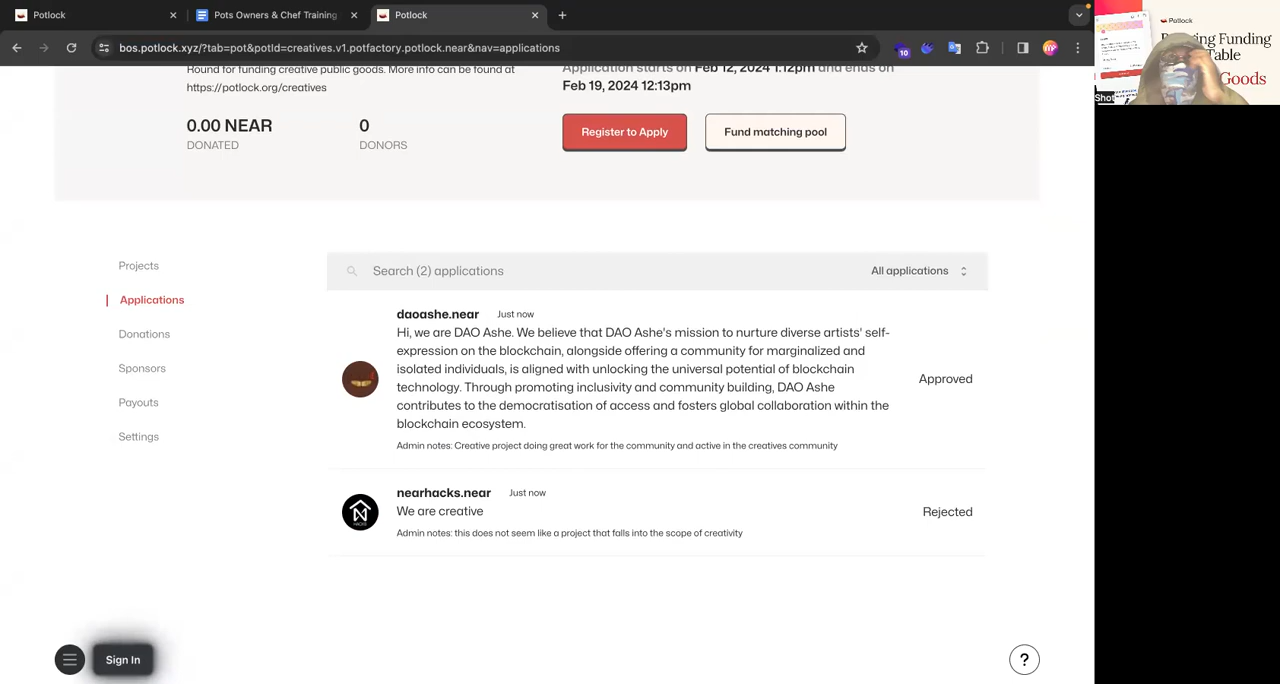 Potlock
Pots Owners & Chef Training
Potlock
bos.potlock.xyz/?tab=pot&potId=creatives.v1.potfactory.potlock.near&nav=applications
10
Round for funding creative public goods. More info can be found at
https://potlock.org/creatives
Application starts on Feb 12, 2024 1:12pm and ends on
Feb 19, 2024 12:13pm
0.00 NEAR
DONATED
0
DONORS
Register to Apply
Fund matching pool
Projects
Applications
Donations
Sponsors
Payouts
Settings
Search (2) applications
All applications
daoashe.near Just now
Hi, we are DAO Ashe. We believe that DAO Ashe's mission to nurture diverse artists' self-
expression on the blockchain, alongside offering a community for marginalized and
isolated individuals, is aligned with unlocking the universal potential of blockchain
technology. Through promoting inclusivity and community building, DAO Ashe
contributes to the democratisation of access and fosters global collaboration within the
blockchain ecosystem.
Admin notes: Creative project doing great work for the community and active in the creatives community
Approved
nearhacks.near Just now
We are creative
Admin notes: this does not seem like a project that falls into the scope of creativity
Rejected
Sign In
?
Potlock
Funding
Table
Goods
Shot